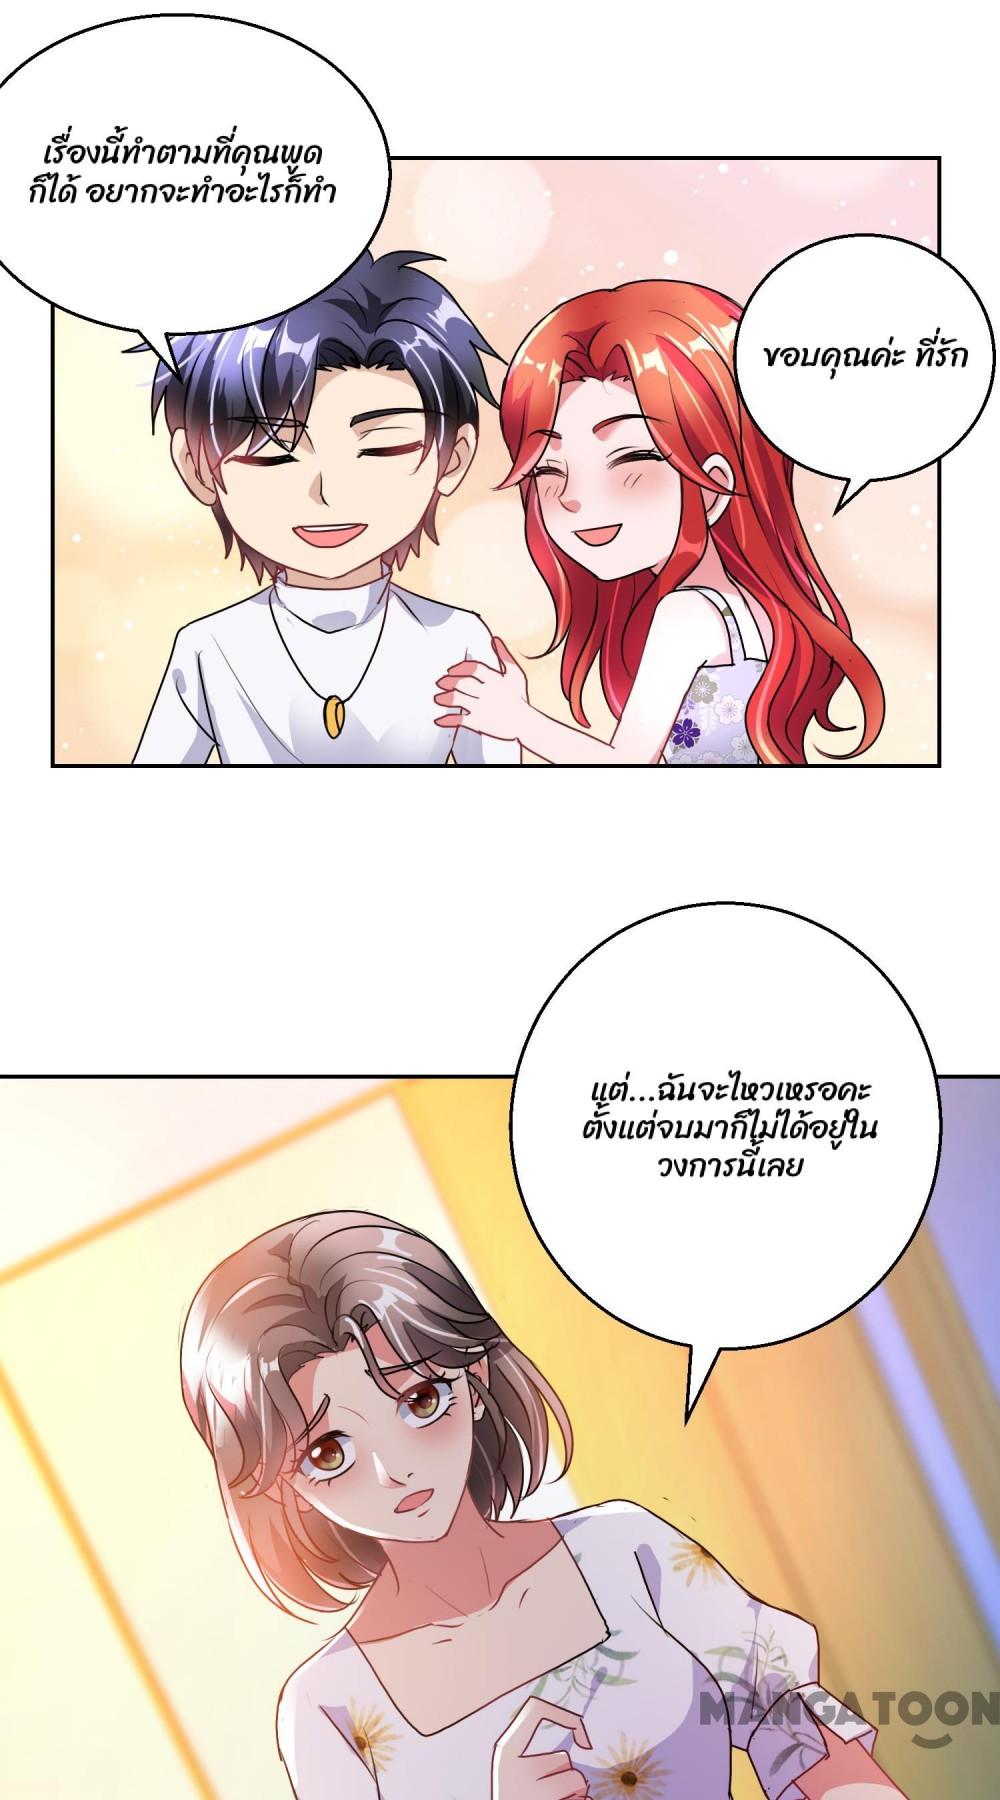 เรื่องนี้ทำตามที่คุณพูด
ก็ได้ อยากจะทำอะไรก็ทำ
ขอบคุณค่ะ ที่รัก
แต่...ฉันจะไหวเหรอคะ
ตั้งแต่จบมาก็ไม่ได้อยู่ใน
วงการนี้เลย
MANGATOON